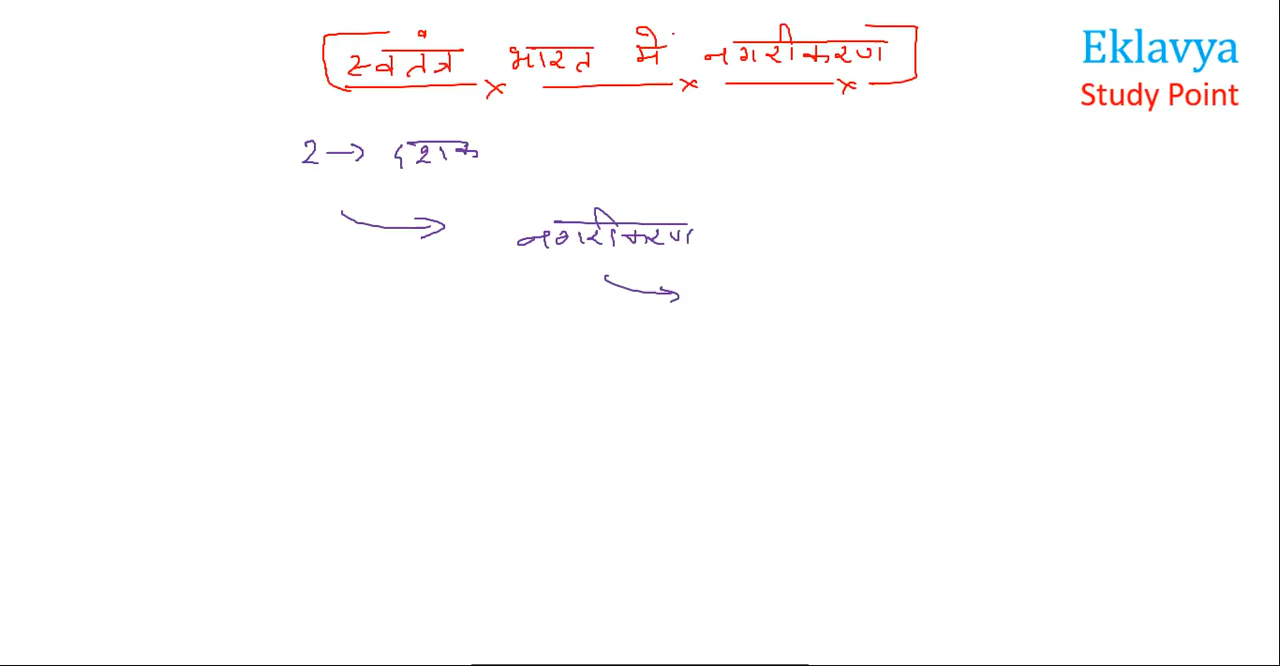 स्वतंत्र भारत में नगरीकरण
Eklavya
Study Point
2 → दशक
नगरीकरण